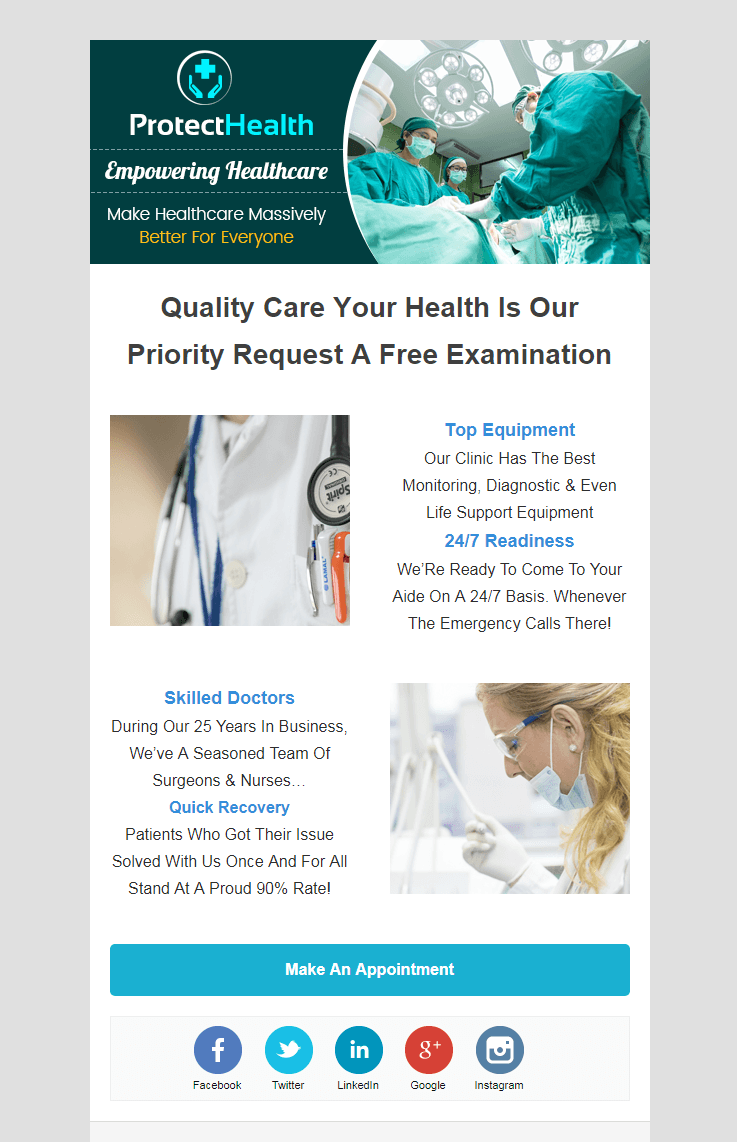 ProtectHealth
Empowering Healthcare
Make Healthcare Massively
Better For Everyone
Quality Care Your Health Is Our
Priority Request A Free Examination
Spirit
LAMAL
Top Equipment
Our Clinic Has The Best
Monitoring, Diagnostic & Even
Life Support Equipment
24/7 Readiness
We’Re Ready To Come To Your
Aide On A 24/7 Basis. Whenever
The Emergency Calls There!
Skilled Doctors
During Our 25 Years In Business,
We’ve A Seasoned Team Of
Surgeons & Nurses…
Quick Recovery
Patients Who Got Their Issue
Solved With Us Once And For All
Stand At A Proud 90% Rate!
Make An Appointment
Facebook
Twitter
LinkedIn
Google
Instagram